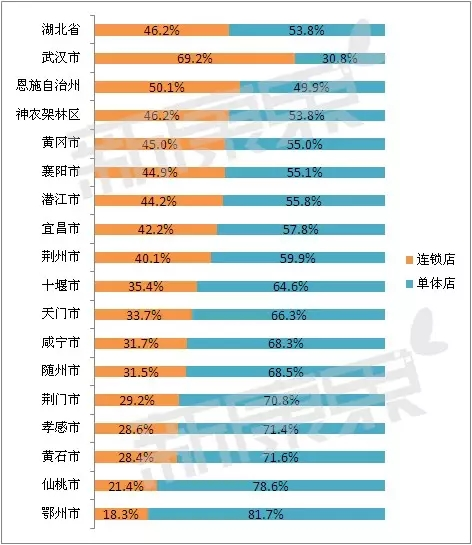 湖北省 46.2% 53.8%
武汉市 69.2% 30.8%
恩施自治州 50.1% 49.9%
神农架林区 46.2% 53.8%
黄冈市 45.0% 55.0%
襄阳市 44.9% 55.1%
潜江市 44.2% 55.8%
宜昌市 42.2% 57.8%
荆州市 40.1% 59.9%
连锁店
十堰市 35.4% 64.6%
单体店
天门市 33.7% 66.3%
咸宁市 31.7% 68.3%
随州市 31.5% 68.5%
荆门市 29.2% 70.8%
孝感市 28.6% 71.4%
黄石市 28.4% 71.6%
仙桃市 21.4% 78.6%
鄂州市 18.3% 81.7%